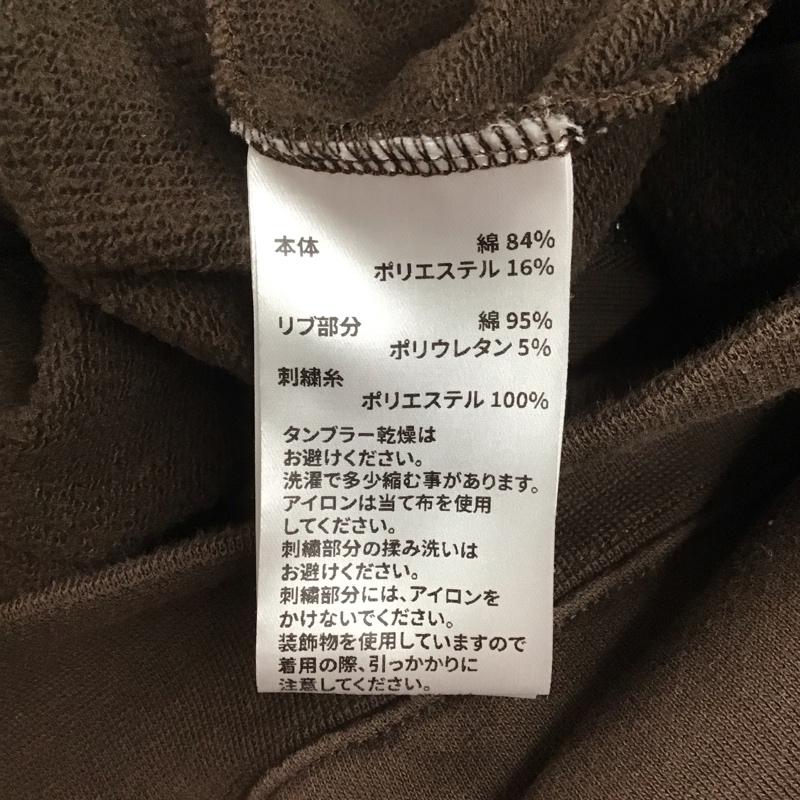 本体 綿 84%
ポリエステル 16%
リブ部分 綿 95%
ポリウレタン 5%
刺繍糸
ポリエステル 100%
タンブラー乾燥は
お避けください。
洗濯で多少縮む事があります。
アイロンは当て布を使用
してください。
刺繍部分の揉み洗いは
お避けください。
刺繍部分には、アイロンを
かけないでください。
装飾物を使用していますので
着用の際、引っかかりに
注意してください。